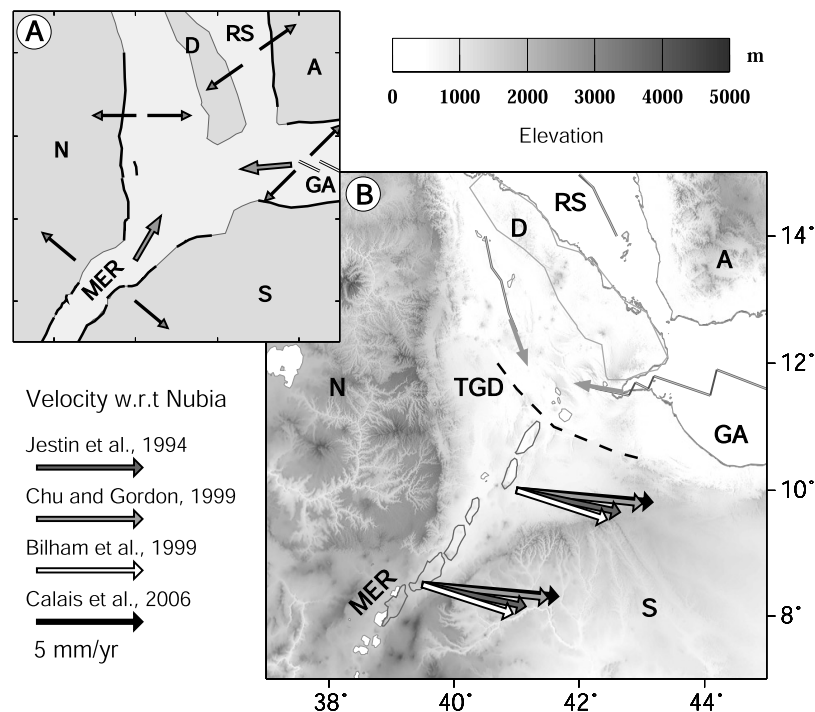 A
D
RS
A
N
GA
MER
S
m
0 1000 2000 3000 4000 5000
Elevation
B
RS
D
A
14°
12°
N
TGD
GA
10°
MER
S
8°
38° 40° 42° 44°
Velocity w.r.t Nubia
Jestin et al., 1994
Chu and Gordon, 1999
Bilham et al., 1999
Calais et al., 2006
5 mm/yr